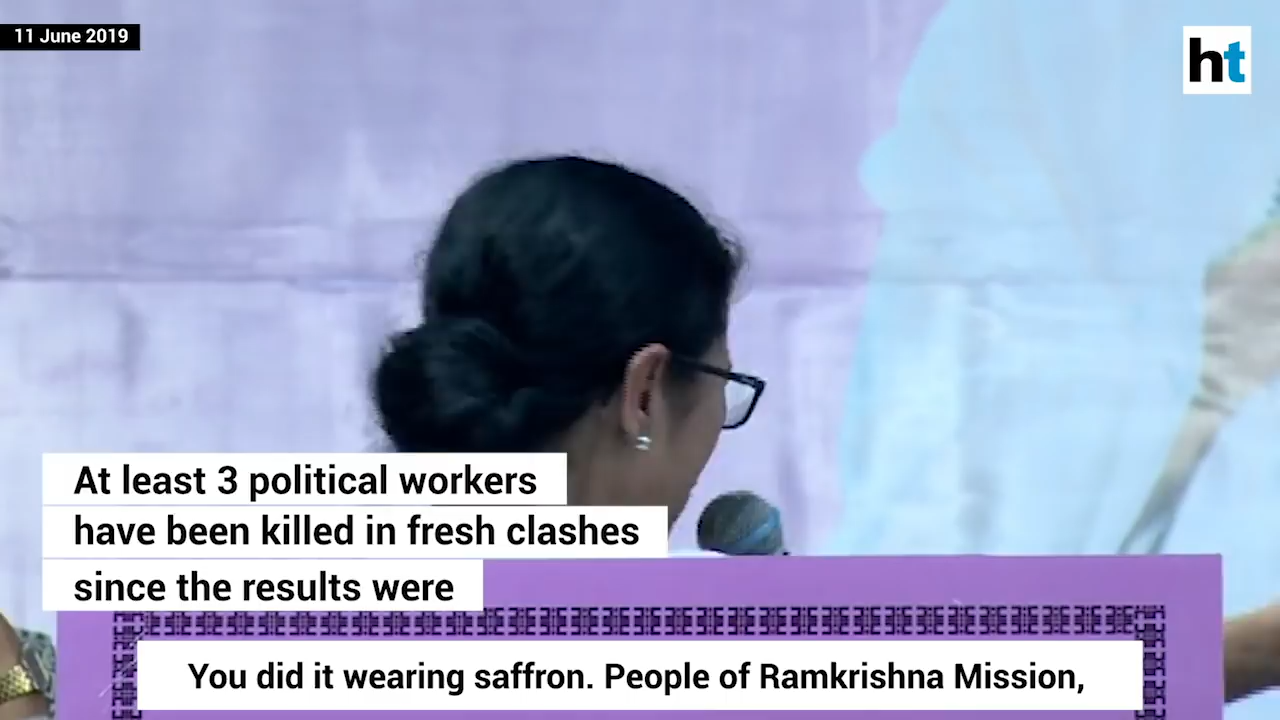 11 June 2019
ht
At least 3 political workers
have been killed in fresh clashes
since the results were
You did it wearing saffron. People of Ramkrishna Mission,